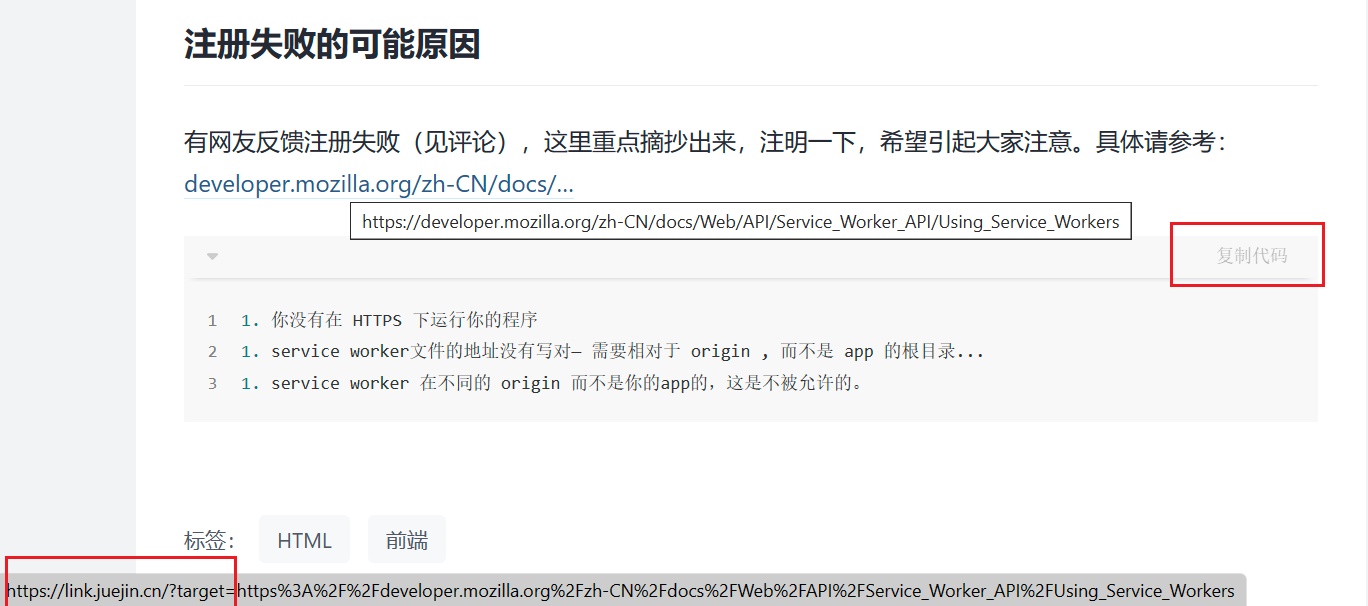 注册失败的可能原因
有网友反馈注册失败（见评论），这里重点摘抄出来，注明一下，希望引起大家注意。具体请参考：
developer.mozilla.org/zh-CN/docs/...
https://developer.mozilla.org/zh-CN/docs/Web/API/Service_Worker_API/Using_Service_Workers
复制代码
1 1. 你没有在 HTTPS 下运行你的程序
2 1. service worker文件的地址没有写对— 需要相对于 origin , 而不是 app 的根目录...
3 1. service worker 在不同的 origin 而不是你的app的，这是不被允许的。
标签： HTML 前端
https://link.juejin.cn/?target=https%3A%2F%2Fdeveloper.mozilla.org%2Fzh-CN%2Fdocs%2FWeb%2FAPI%2FService_Worker_API%2FUsing_Service_Workers